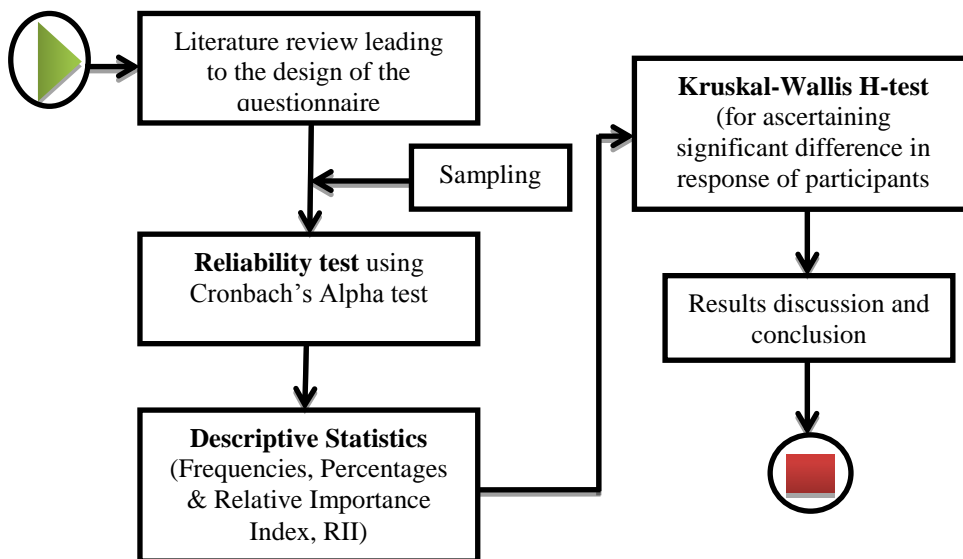 Literature review leading
to the design of the
questionnaire
Sampling
Reliability test using
Cronbach’s Alpha test
Descriptive Statistics
(Frequencies, Percentages
& Relative Importance
Index, RII)
Kruskal-Wallis H-test
(for ascertaining
significant difference in
response of participants
Results discussion and
conclusion